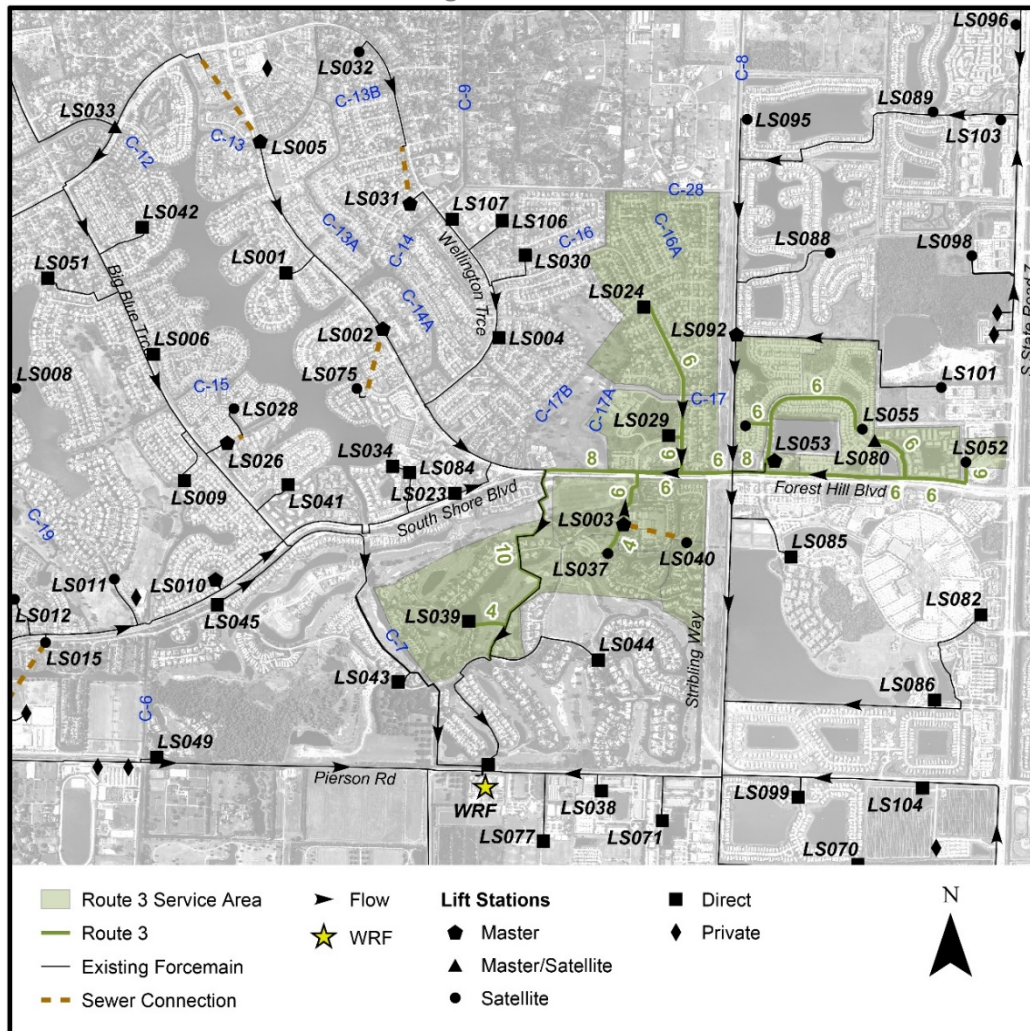 LS096
LS032
C-13B
C-9
C-8
LS033
C-12
C-13
LS005
LS089
LS095
LS103
LS031
LS107
LS106
C-28
LS042
C-13A
C-14
Wellington Trce
C-16
C-16A
LS030
LS088
LS098
LS051
Big Blue Trce
LS001
S State Road 7
LS024
C-14A
LS006
LS002
LS004
LS092
6
LS008
LS075
C-15
LS101
C-17B
C-17A
C-17
6
LS028
LS029
6
LS055
LS026
LS034
LS084
6
LS053
LS080
6
LS052
8
6
8
6
LS009
LS041
LS023
South Shore Blvd
6
6
Forest Hill Blvd
6
6
C-19
LS003
4
LS040
10
LS037
LS085
LS011
LS010
LS012
LS045
LS039
4
LS082
LS015
C-7
LS044
Stribling Way
LS043
LS086
C-6
LS049
Pierson Rd
WRF
LS038
LS099
LS104
LS077
LS071
LS070
Route 3 Service Area
Route 3
Existing Forcemain
Sewer Connection
Flow
WRF
Lift Stations
Master
Master/Satellite
Satellite
Direct
Private
N